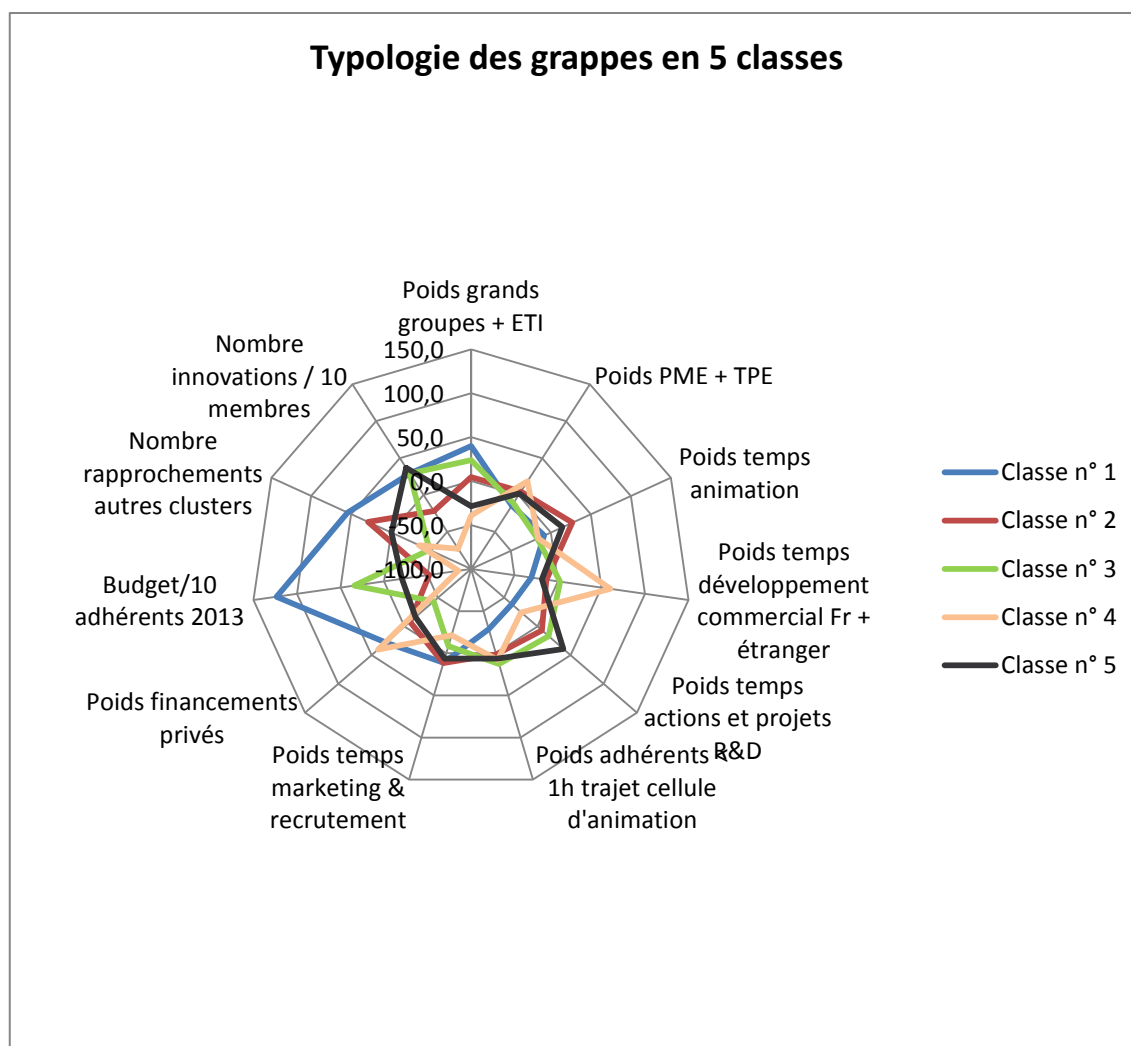 Typologie des grappes en 5 classes
Poids grands
groupes + ETI
150,0
100,0
50,0
0,0
-50,0
-100,0
Poids PME + TPE
Poids temps
animation
Poids temps
développement
commercial Fr +
étranger
Poids temps
actions et projets
R&D
Poids adhérents <
1h trajet cellule
d'animation
Poids temps
marketing &
recrutement
Poids financements
privés
Budget/10
adhérents 2013
Nombre
rapprochements
autres clusters
Nombre
innovations / 10
membres
Classe n° 1
Classe n° 2
Classe n° 3
Classe n° 4
Classe n° 5